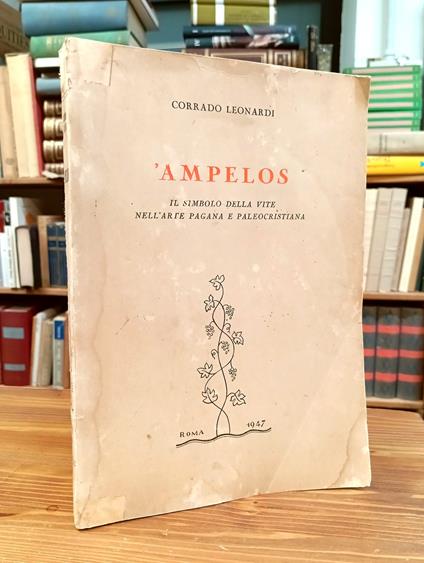 CORRADO LEONARDI
'AMPELOS
IL SIMBOLO DELLA VITE
NELL'ARTE PAGANA E PALEOCRISTIANA
ROMA 1947